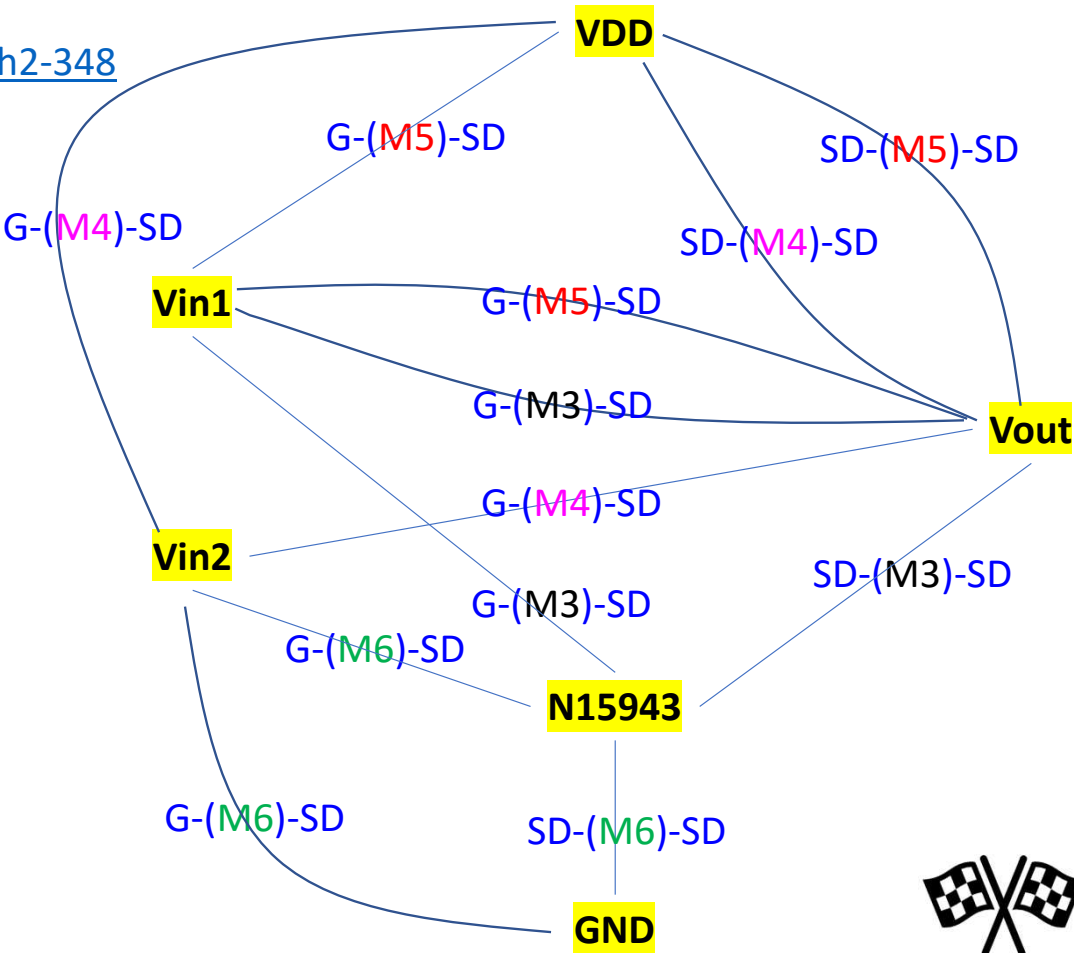 VDD
h2-348
G-(M5)-SD
SD-(M5)-SD
G-(M4)-SD
SD-(M4)-SD
Vin1
G-(M5)-SD
G-(M3)-SD
Vout
G-(M4)-SD
Vin2
SD-(M3)-SD
G-(M3)-SD
G-(M6)-SD
N15943
G-(M6)-SD
SD-(M6)-SD
GND